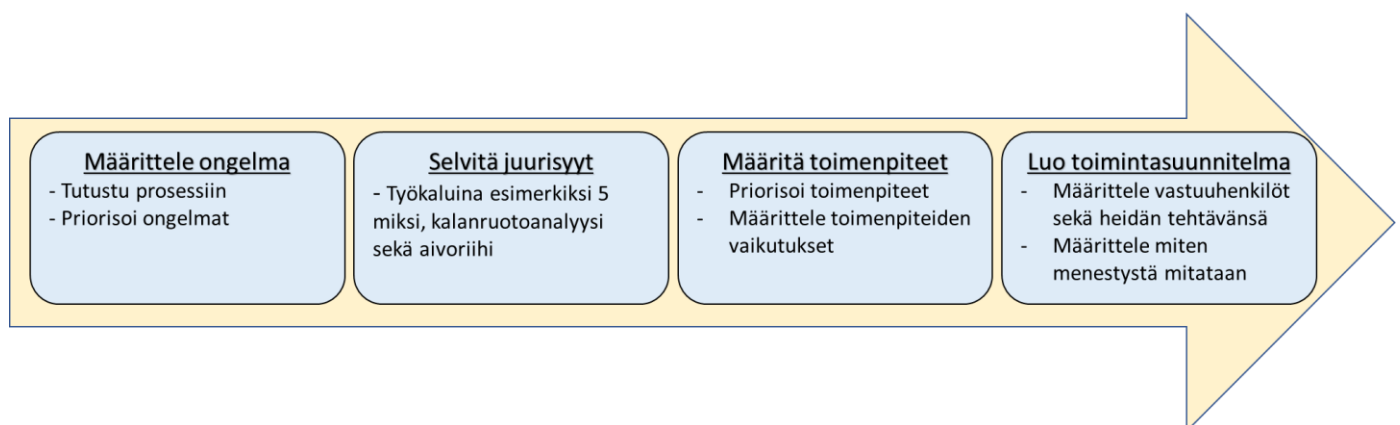 Määrittele ongelma
- Tutustu prosessiin
- Priorisoi ongelmat
Selvitä juurisyyt
- Työkaluina esimerkiksi 5
miksi, kalanruotoanalyysi
sekä aivoriihi
Määritä toimenpiteet
- Priorisoi toimenpiteet
- Määrittele toimenpiteiden
vaikutukset
Luo toimintasuunnitelma
- Määrittele vastuuhenkilöt
sekä heidän tehtävänsä
- Määrittele miten
menestystä mitataan